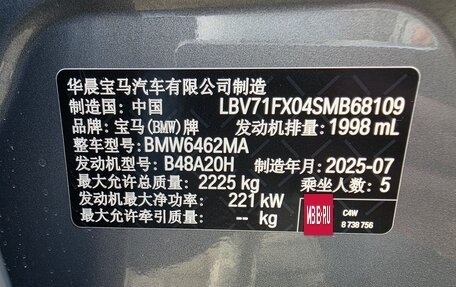 华晨宝马汽车有限公司制造
制造国: 中国 LBV71FX04SMB68109
品牌: 宝马(BMW)牌 发动机排量: 1998 mL
整车型号: BMW6462MA
发动机型号: B48A20H 制造年月: 2025-07
最大允许总质量: 2225 kg 乘坐人数: 5
发动机最大净功率: 221 kW
最大允许牵引质量: -- kg
C4W
8 738 756